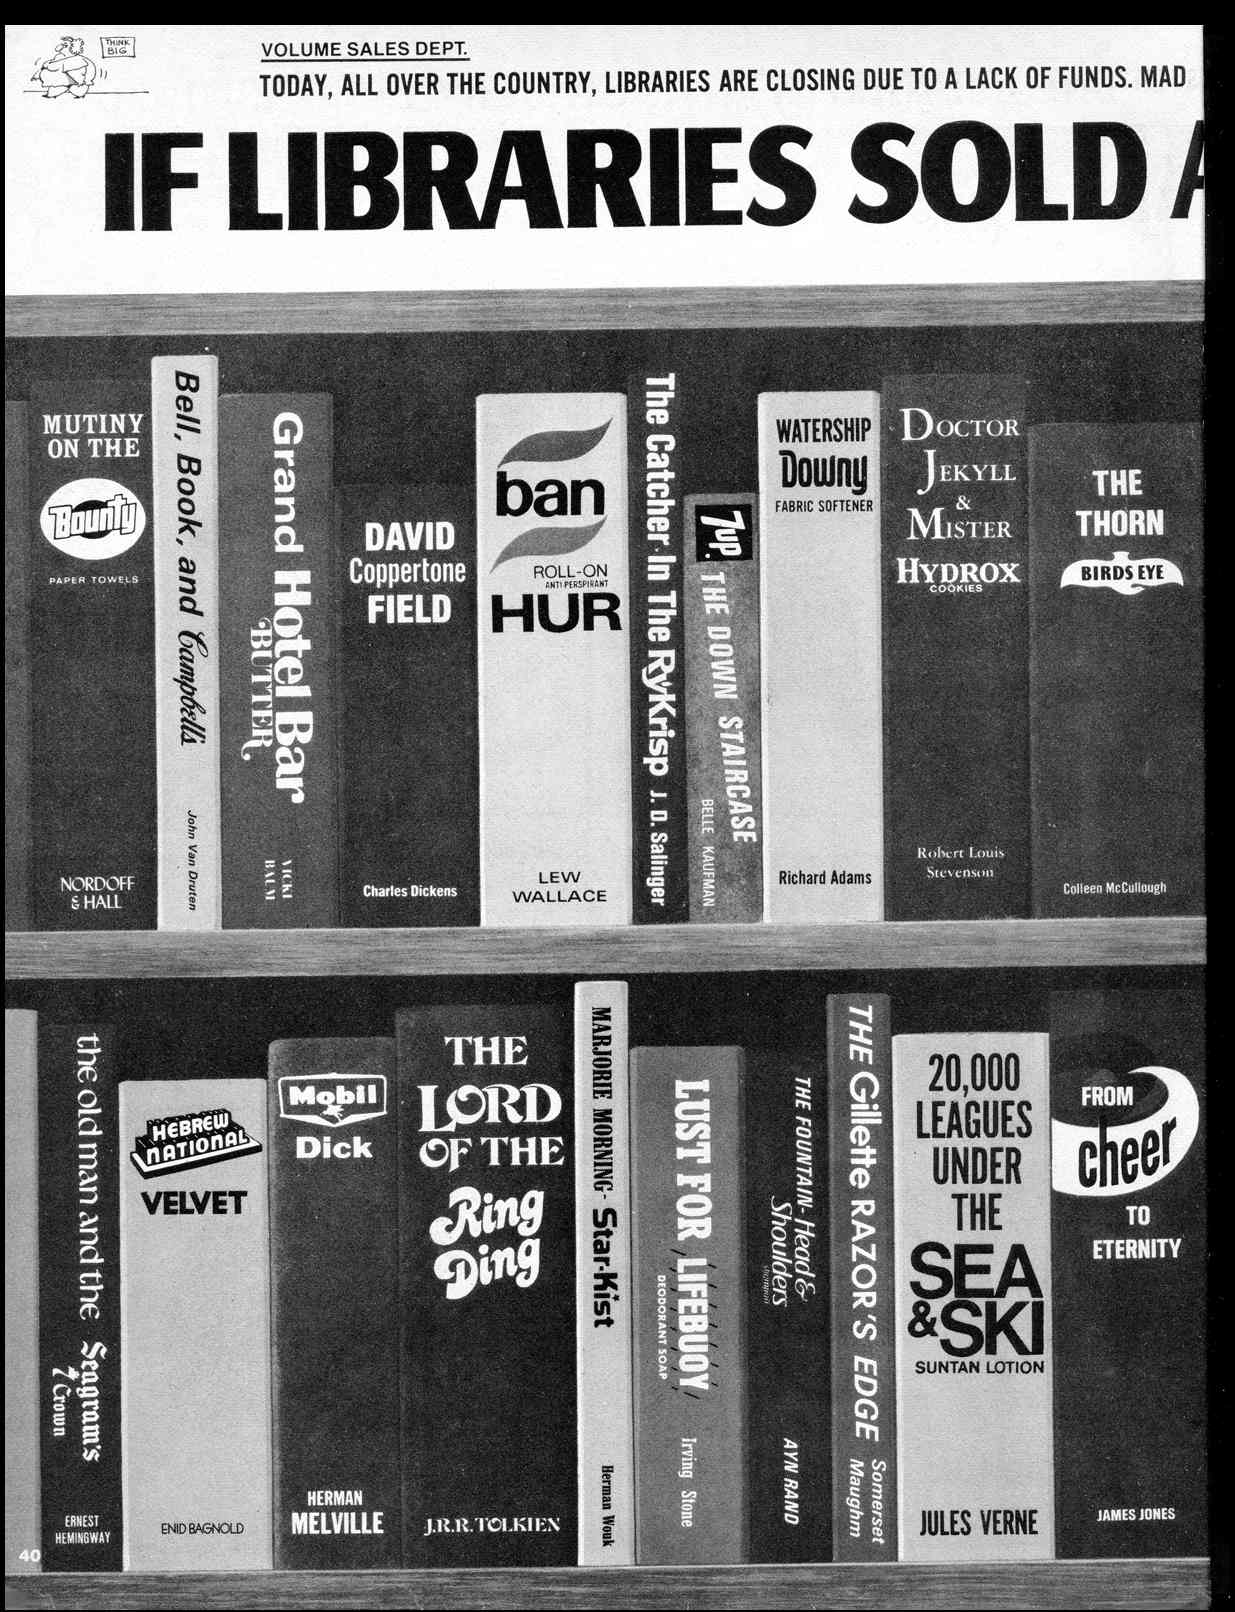 THINK
BIG
VOLUME SALES DEPT.
TODAY, ALL OVER THE COUNTRY, LIBRARIES ARE CLOSING DUE TO A LACK OF FUNDS. MAD
IF LIBRARIES SOLD A
MUTINY
ON THE
Bounty
PAPER TOWELS
NORDOFF
& HALL
Bell, Book, and Campbell's
John Van Druten
Grand Hotel Bar
BUTTER
VICKI
BAUM
DAVID
Coppertone
FIELD
Charles Dickens
ban
ROLL-ON
ANTI-PERSPIRANT
HUR
LEW
WALLACE
The Catcher In The RyKrisp J. D. Salinger
7up. THE DOWN STAIRCASE
BELLE KAUFMAN
WATERSHIP
Downy
FABRIC SOFTENER
Richard Adams
DOCTOR
JEKYLL
&
MISTER
HYDROX
COOKIES
Robert Louis
Stevenson
THE
THORN
BIRDS EYE
Colleen McCullough
the old man and the Seagram's
7 Crown
ERNEST
HEMINGWAY
HEBREW
NATIONAL
VELVET
ENID BAGNOLD
Mobil
Dick
HERMAN
MELVILLE
THE
LORD
OF THE
Ring
Ding
J.R.R. TOLKIEN
MARJORIE MORNING- Star-Kist
Herman Wouk
LUST FOR LIFEBUOY
DEODORANT SOAP
Irving Stone
THE FOUNTAIN- Head &
Shoulders
shampoo
AYN RAND
THE Gillette RAZOR'S EDGE
Somerset
Maughm
20,000
LEAGUES
UNDER
THE
SEA
&SKI
SUNTAN LOTION
JULES VERNE
FROM
cheer
TO
ETERNITY
JAMES JONES
40